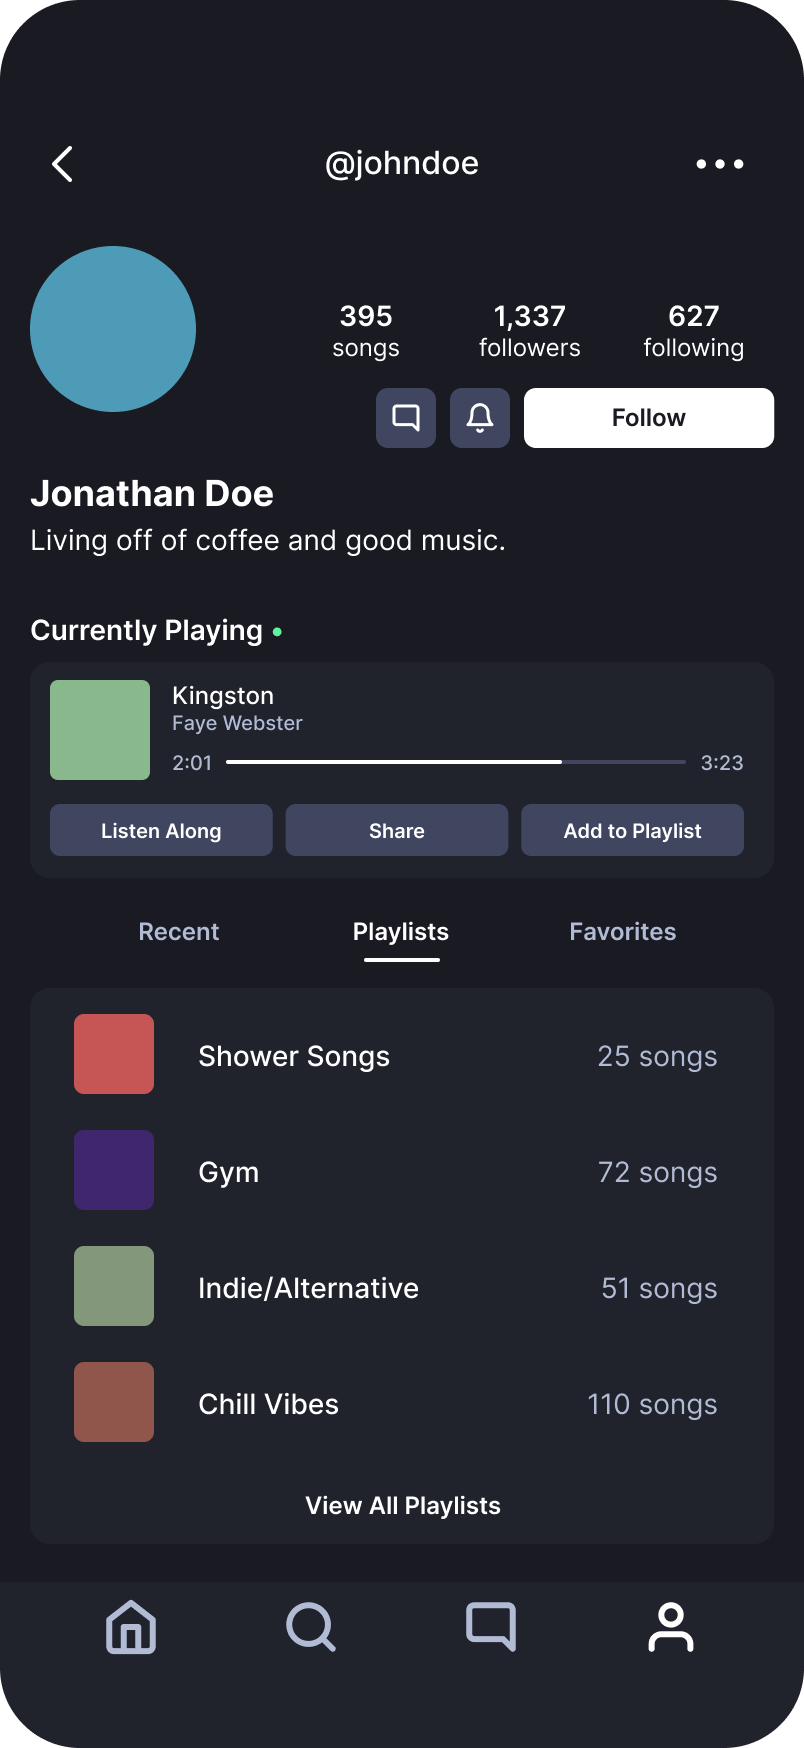 @johndoe
395 1,337 627
songs followers following
Follow
Jonathan Doe
Living off of coffee and good music.
Currently Playing
Kingston
Faye Webster
2:01 3:23
Listen Along Share Add to Playlist
Recent Playlists Favorites
Shower Songs 25 songs
Gym 72 songs
Indie/Alternative 51 songs
Chill Vibes 110 songs
View All Playlists